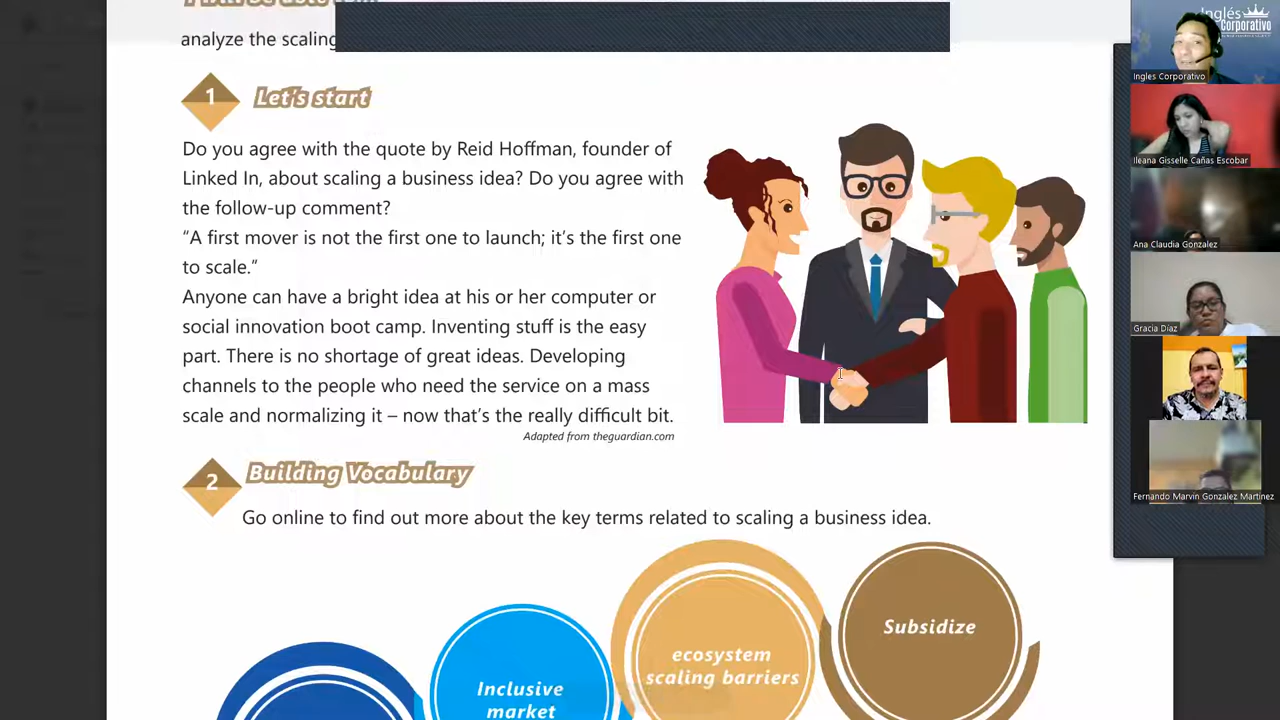 analyze the scaling
1
Let's start
Do you agree with the quote by Reid Hoffman, founder of
Linked In, about scaling a business idea? Do you agree with
the follow-up comment?
“A first mover is not the first one to launch; it’s the first one
to scale.”
Anyone can have a bright idea at his or her computer or
social innovation boot camp. Inventing stuff is the easy
part. There is no shortage of great ideas. Developing
channels to the people who need the service on a mass
scale and normalizing it – now that’s the really difficult bit.
Adapted from theguardian.com
2
Building Vocabulary
Go online to find out more about the key terms related to scaling a business idea.
Inclusive
market
ecosystem
scaling barriers
Subsidize
Inglés
Corporativo
Ingles Corporativo
Ileana Gisselle Cañas Escobar
Ana Claudia Gonzalez
Gracia Díaz
Fernando Marvin Gonzalez Martinez